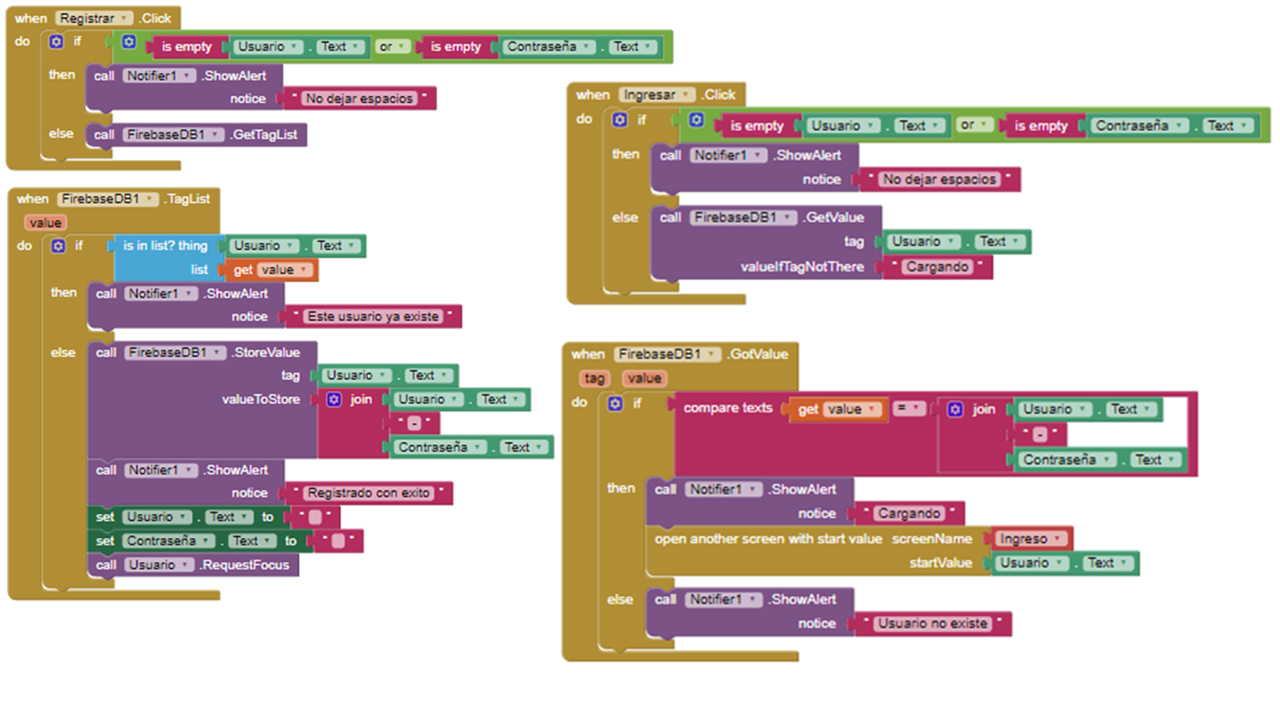 when Registrar .Click
do if is empty Usuario . Text or is empty Contraseña . Text
then call Notifier1 .ShowAlert
notice " No dejar espacios "
else call FirebaseDB1 .GetTagList
when FirebaseDB1 .TagList
value
do if is in list? thing Usuario . Text
list get value
then call Notifier1 .ShowAlert
notice " Este usuario ya existe "
else call FirebaseDB1 .StoreValue
tag Usuario . Text
valueToStore join Usuario . Text
" - "
Contraseña . Text
call Notifier1 .ShowAlert
notice " Registrado con exito "
set Usuario . Text to " "
set Contraseña . Text to " "
call Usuario .RequestFocus
when Ingresar .Click
do if is empty Usuario . Text or is empty Contraseña . Text
then call Notifier1 .ShowAlert
notice " No dejar espacios "
else call FirebaseDB1 .GetValue
tag Usuario . Text
valueIfTagNotThere " Cargando "
when FirebaseDB1 .GotValue
tag value
do if compare texts get value = join Usuario . Text
" - "
Contraseña . Text
then call Notifier1 .ShowAlert
notice " Cargando "
open another screen with start value screenName Ingreso
startValue Usuario . Text
else call Notifier1 .ShowAlert
notice " Usuario no existe "